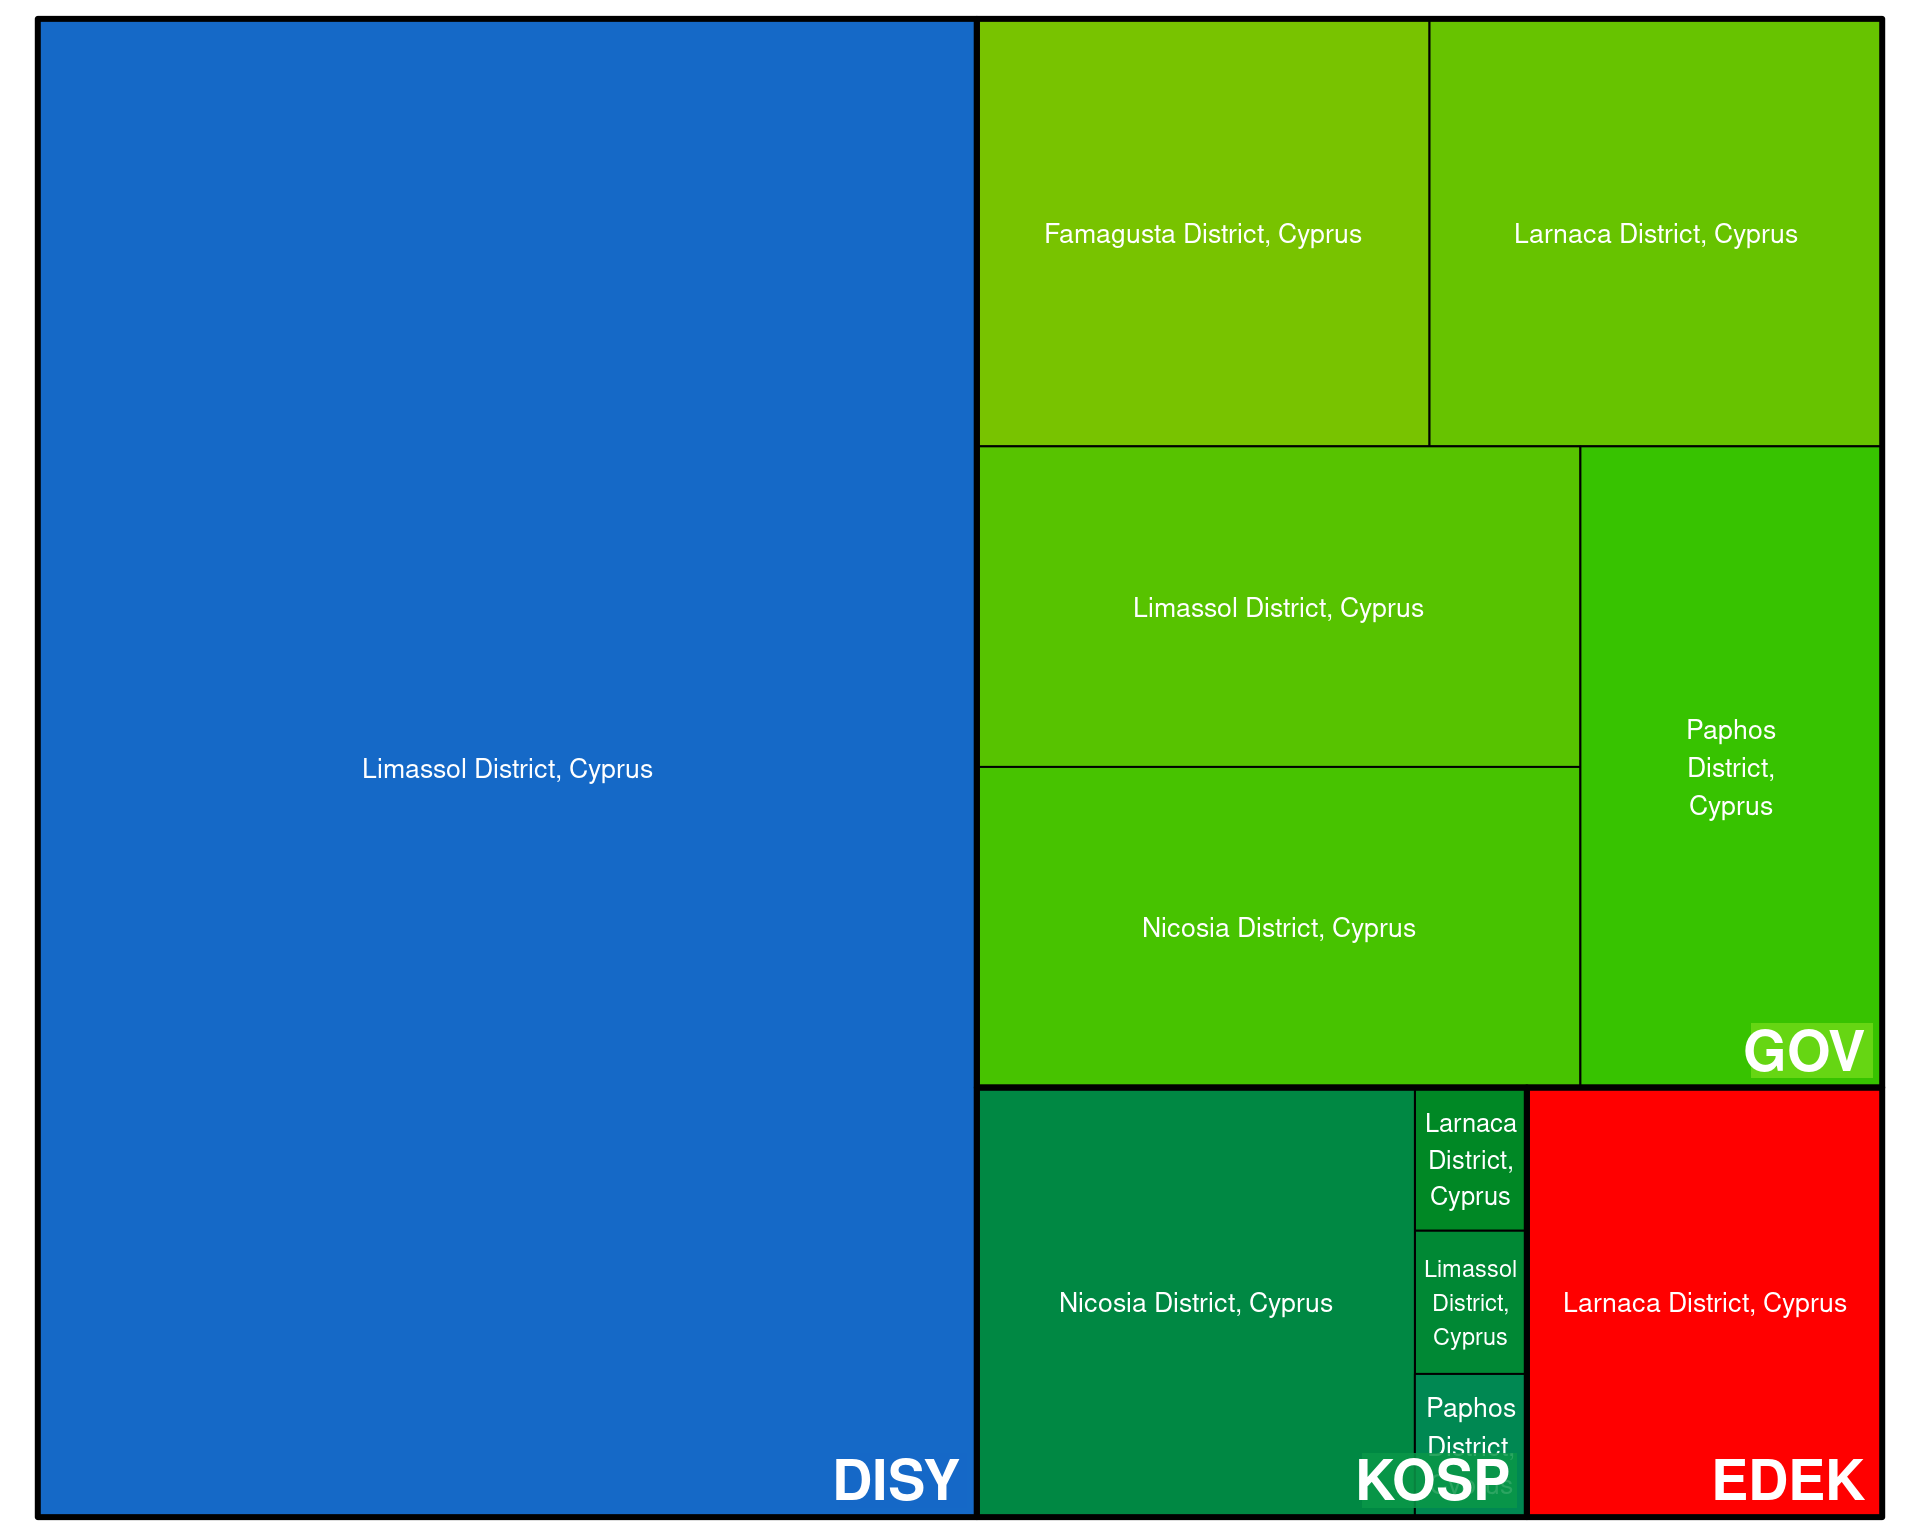 Famagusta District, Cyprus
Larnaca District, Cyprus
Limassol District, Cyprus
Limassol District, Cyprus
Paphos
District,
Cyprus
Nicosia District, Cyprus
GOV
Nicosia District, Cyprus
Larnaca
District,
Cyprus
Limassol
District,
Cyprus
Paphos
District,
Larnaca District, Cyprus
DISY
KOSP
EDEK